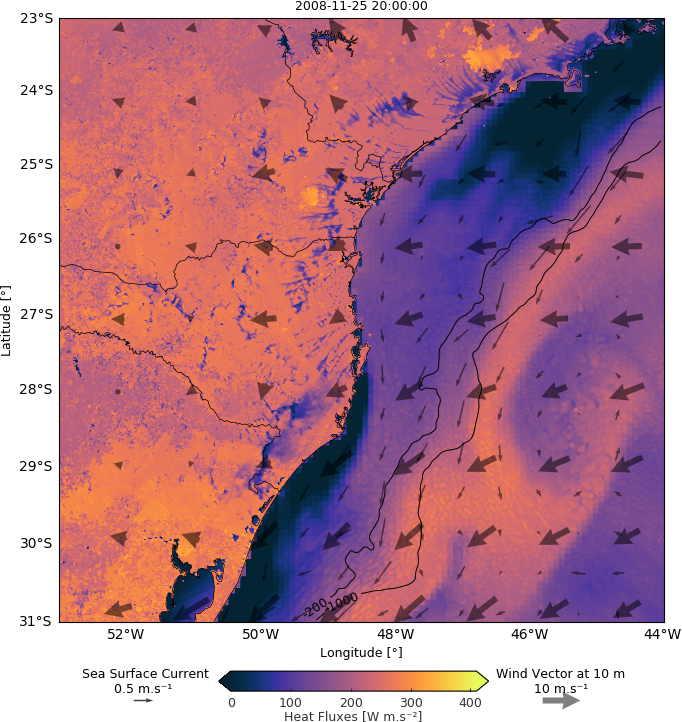 2008-11-25 20:00:00
23°S
24°S
25°S
26°S
27°S
28°S
29°S
30°S
31°S
Latitude [°]
-200
-1000
52°W 50°W 48°W 46°W 44°W
Longitude [°]
Sea Surface Current
0.5 m.s⁻¹
Wind Vector at 10 m
10 m.s⁻¹
0 100 200 300 400
Heat Fluxes [W m.s⁻²]